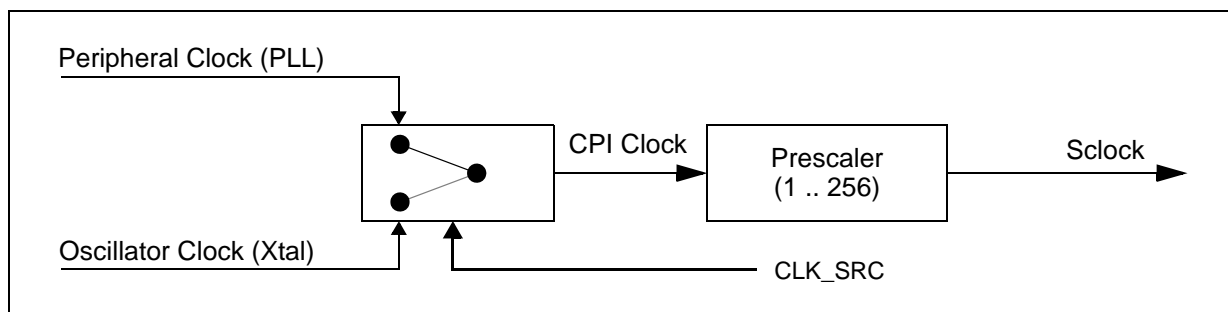 Peripheral Clock (PLL)
CPI Clock
Prescaler
(1 .. 256)
Sclock
Oscillator Clock (Xtal)
CLK_SRC